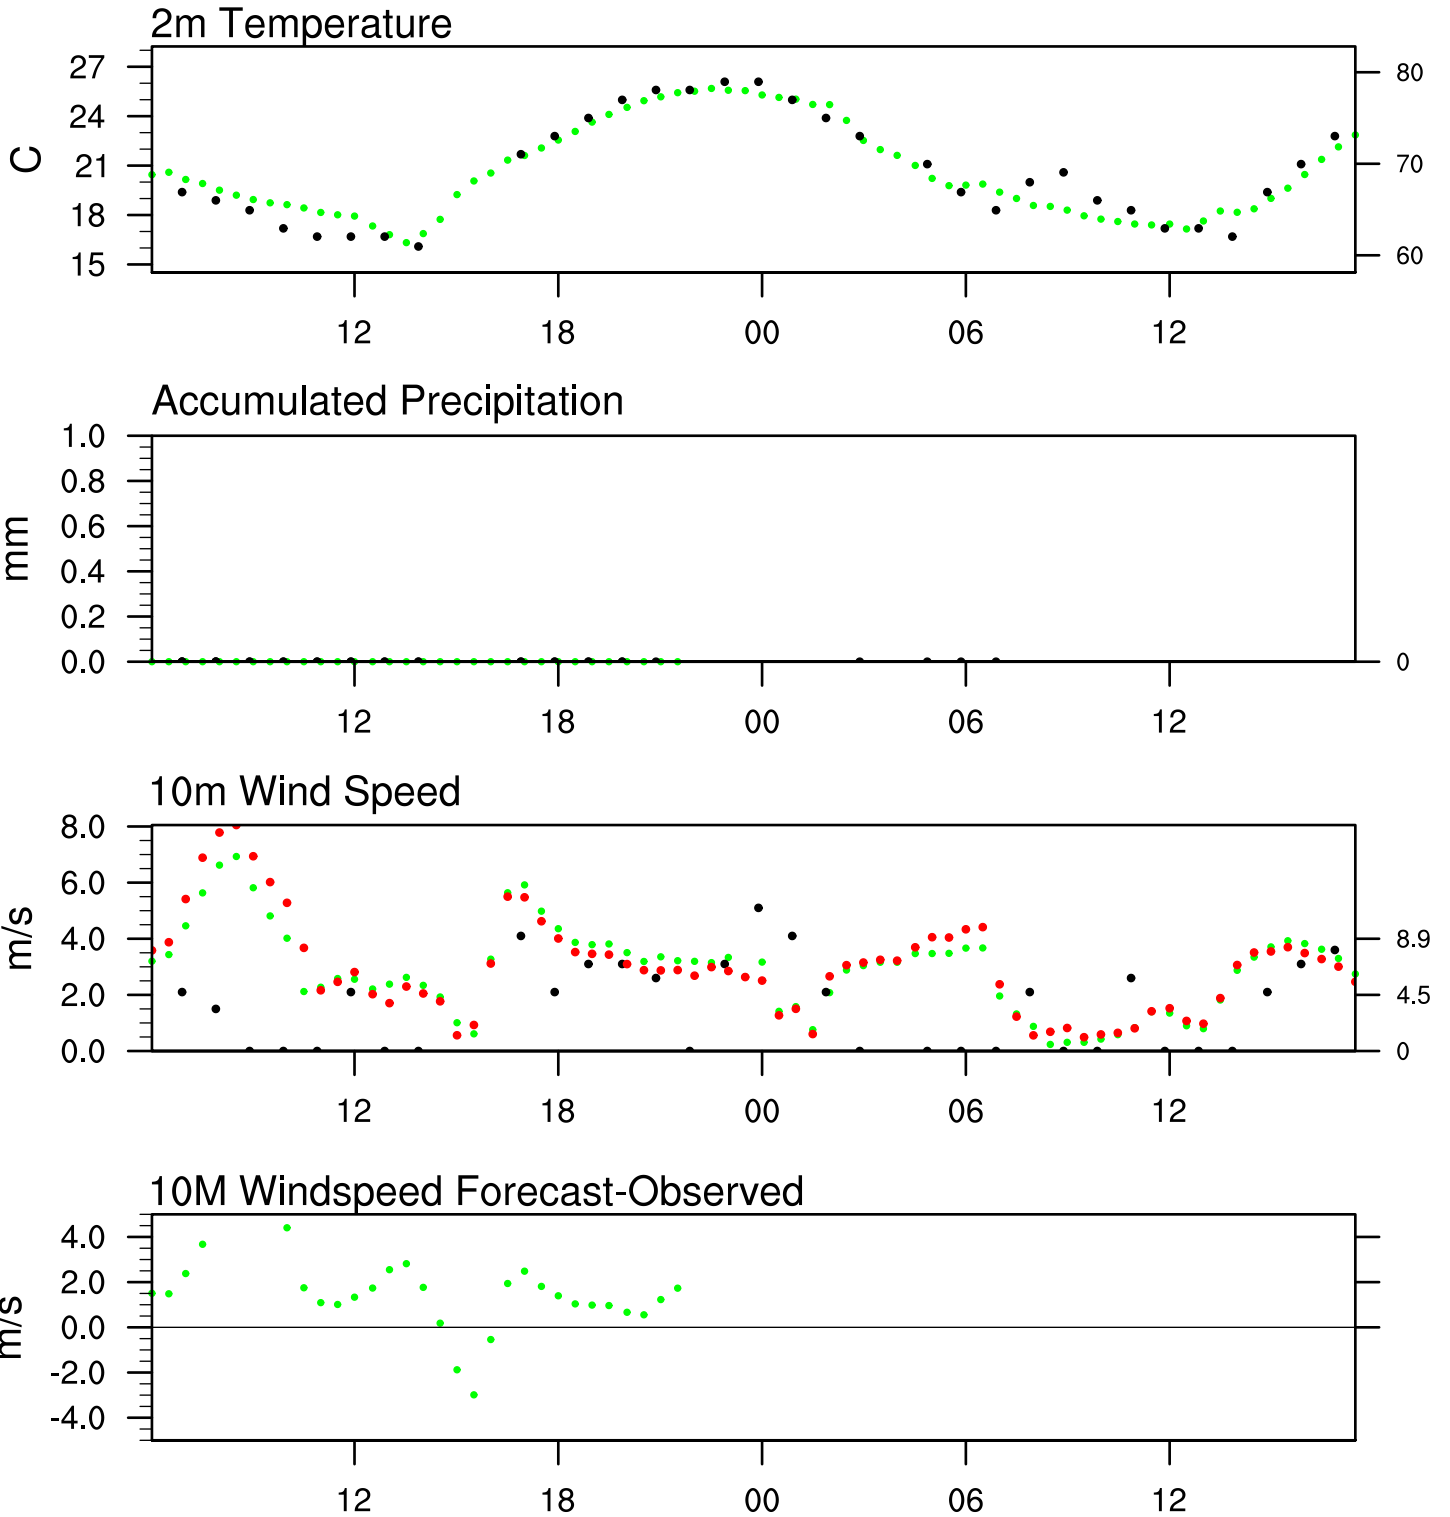 2m Temperature
27
24
21
18
15
C
80
70
60
12 18 00 06 12
Accumulated Precipitation
1.0
0.8
0.6
0.4
0.2
0.0
mm
0
12 18 00 06 12
10m Wind Speed
8.0
6.0
4.0
2.0
0.0
m/s
8.9
4.5
0
12 18 00 06 12
10M Windspeed Forecast-Observed
4.0
2.0
0.0
-2.0
-4.0
m/s
12 18 00 06 12